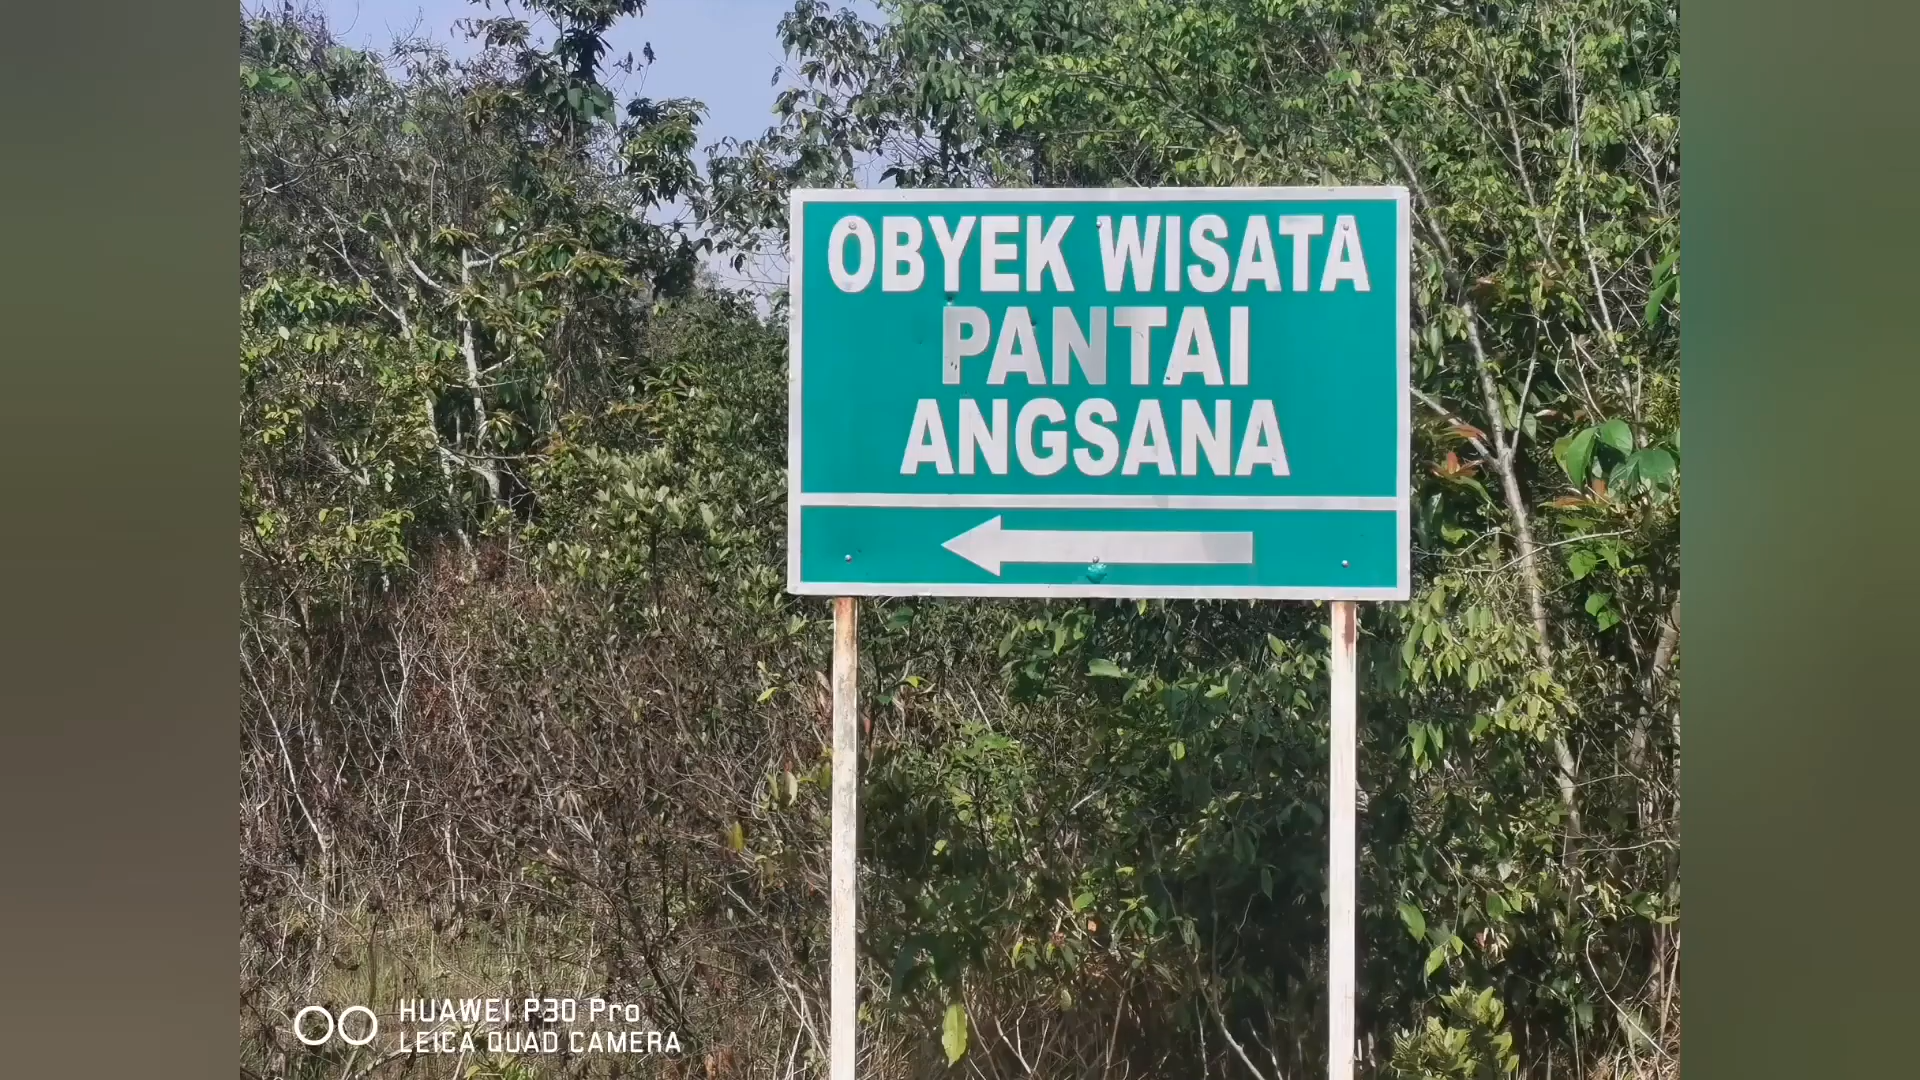 OBYEK WISATA
PANTAI
ANGSANA
HUAWEI P30 Pro
LEICA QUAD CAMERA